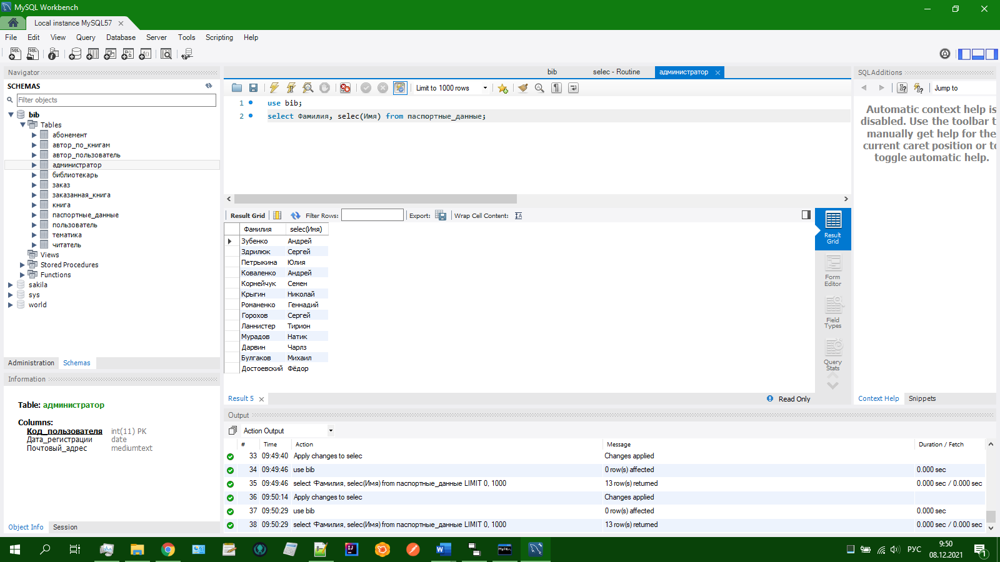 MySQL Workbench
Local instance MySQL57
File Edit View Query Database Server Tools Scripting Help
Navigator
SCHEMAS
Filter objects
bib
Tables
абонемент
автор_по_книгам
автор_пользователь
администратор
библиотекарь
заказ
заказанная_книга
книга
паспортные_данные
пользователь
тематика
читатель
Views
Stored Procedures
Functions
sakila
sys
world
Administration Schemas
Information
Table: администратор
Columns:
Код_пользователя int(11) PK
Дата_регистрации date
Почтовый_адрес mediumtext
Object Info Session
bib selec - Routine администратор
Limit to 1000 rows
1 use bib;
2 select Фамилия, selec(Имя) from паспортные_данные;
Result Grid Filter Rows: Export: Wrap Cell Content:
Фамилия selec(Имя)
Зубенко Андрей
Здрилюк Сергей
Петрыкина Юлия
Коваленко Андрей
Корнейчук Семен
Крыгин Николай
Романенко Геннадий
Горохов Сергей
Ланнистер Тирион
Мурадов Натик
Дарвин Чарлз
Булгаков Михаил
Достоевский Фёдор
Result Grid
Form Editor
Field Types
Query Stats
Result 5 Read Only
SQLAdditions
Jump to
Automatic context help is
disabled. Use the toolbar t
manually get help for the
current caret position or to
toggle automatic help.
Context Help Snippets
Output
Action Output
# Time Action Message Duration / Fetch
33 09:49:40 Apply changes to selec Changes applied
34 09:49:46 use bib 0 row(s) affected 0.000 sec
35 09:49:46 select Фамилия, selec(Имя) from паспортные_данные LIMIT 0, 1000 13 row(s) returned 0.000 sec / 0.000 sec
36 09:50:14 Apply changes to selec Changes applied
37 09:50:29 use bib 0 row(s) affected 0.000 sec
38 09:50:29 select Фамилия, selec(Имя) from паспортные_данные LIMIT 0, 1000 13 row(s) returned 0.000 sec / 0.000 sec
РУС
9:50
08.12.2021
1